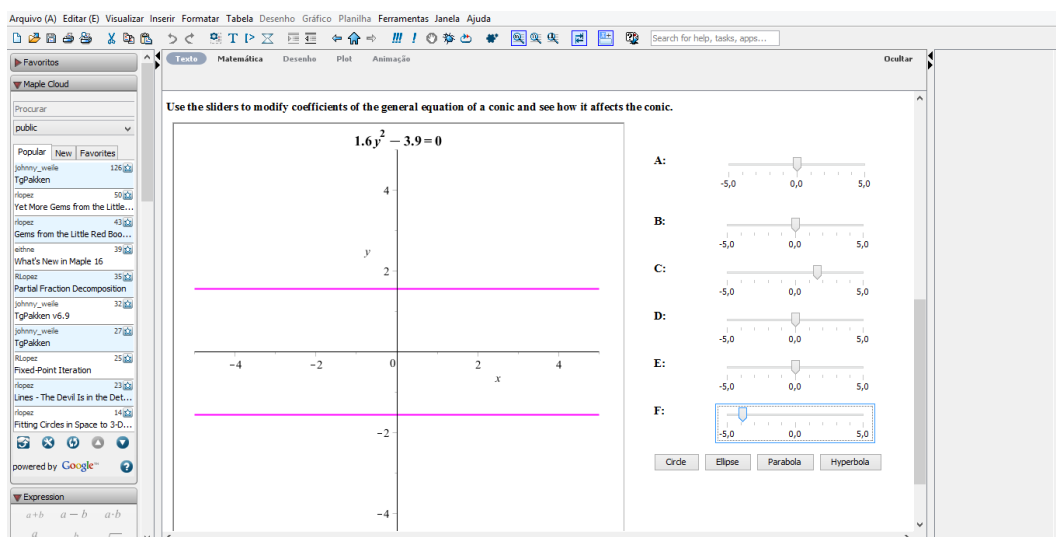 Arquivo (A) Editar (E) Visualizar Inserir Formatar Tabela Desenho Gráfico Planilha Ferramentas Janela Ajuda
Search for help, tasks, apps...
Favoritos
Maple Cloud
Procurar
public
Popular New Favorites
johnny_weile 126
TgPakken
rlopez 50
Yet More Gems from the Little...
rlopez 43
Gems from the Little Red Boo...
eithne 39
What's New in Maple 16
RLopez 35
Partial Fraction Decomposition
johnny_weile 32
TgPakken v6.9
johnny_weile 27
TgPakken
RLopez 25
Fixed-Point Iteration
rlopez 23
Lines - The Devil Is in the Det...
rlopez 14
Fitting Circles in Space to 3-D...
powered by Google
Expression
a+b a − b a·b
Texto Matemática Desenho Plot Animação Ocultar
Use the sliders to modify coefficients of the general equation of a conic and see how it affects the conic.
1.6 y² − 3.9 = 0
4
y
2
−4 −2 0 2 4
x
−2
−4
A:
-5,0 0,0 5,0
B:
-5,0 0,0 5,0
C:
-5,0 0,0 5,0
D:
-5,0 0,0 5,0
E:
-5,0 0,0 5,0
F:
-5,0 0,0 5,0
Circle Ellipse Parabola Hyperbola